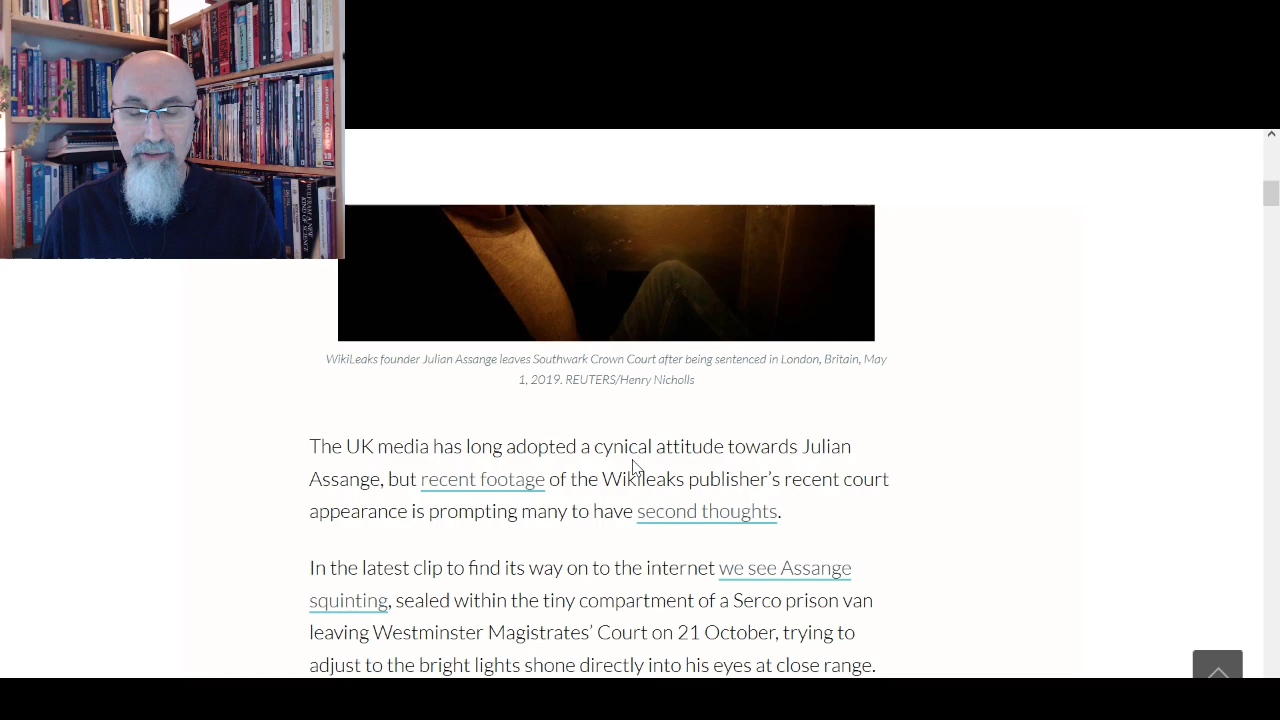 WikiLeaks founder Julian Assange leaves Southwark Crown Court after being sentenced in London, Britain, May
1, 2019. REUTERS/Henry Nicholls
The UK media has long adopted a cynical attitude towards Julian
Assange, but recent footage of the Wikileaks publisher’s recent court
appearance is prompting many to have second thoughts.
In the latest clip to find its way on to the internet we see Assange
squinting, sealed within the tiny compartment of a Serco prison van
leaving Westminster Magistrates’ Court on 21 October, trying to
adjust to the bright lights shone directly into his eyes at close range.